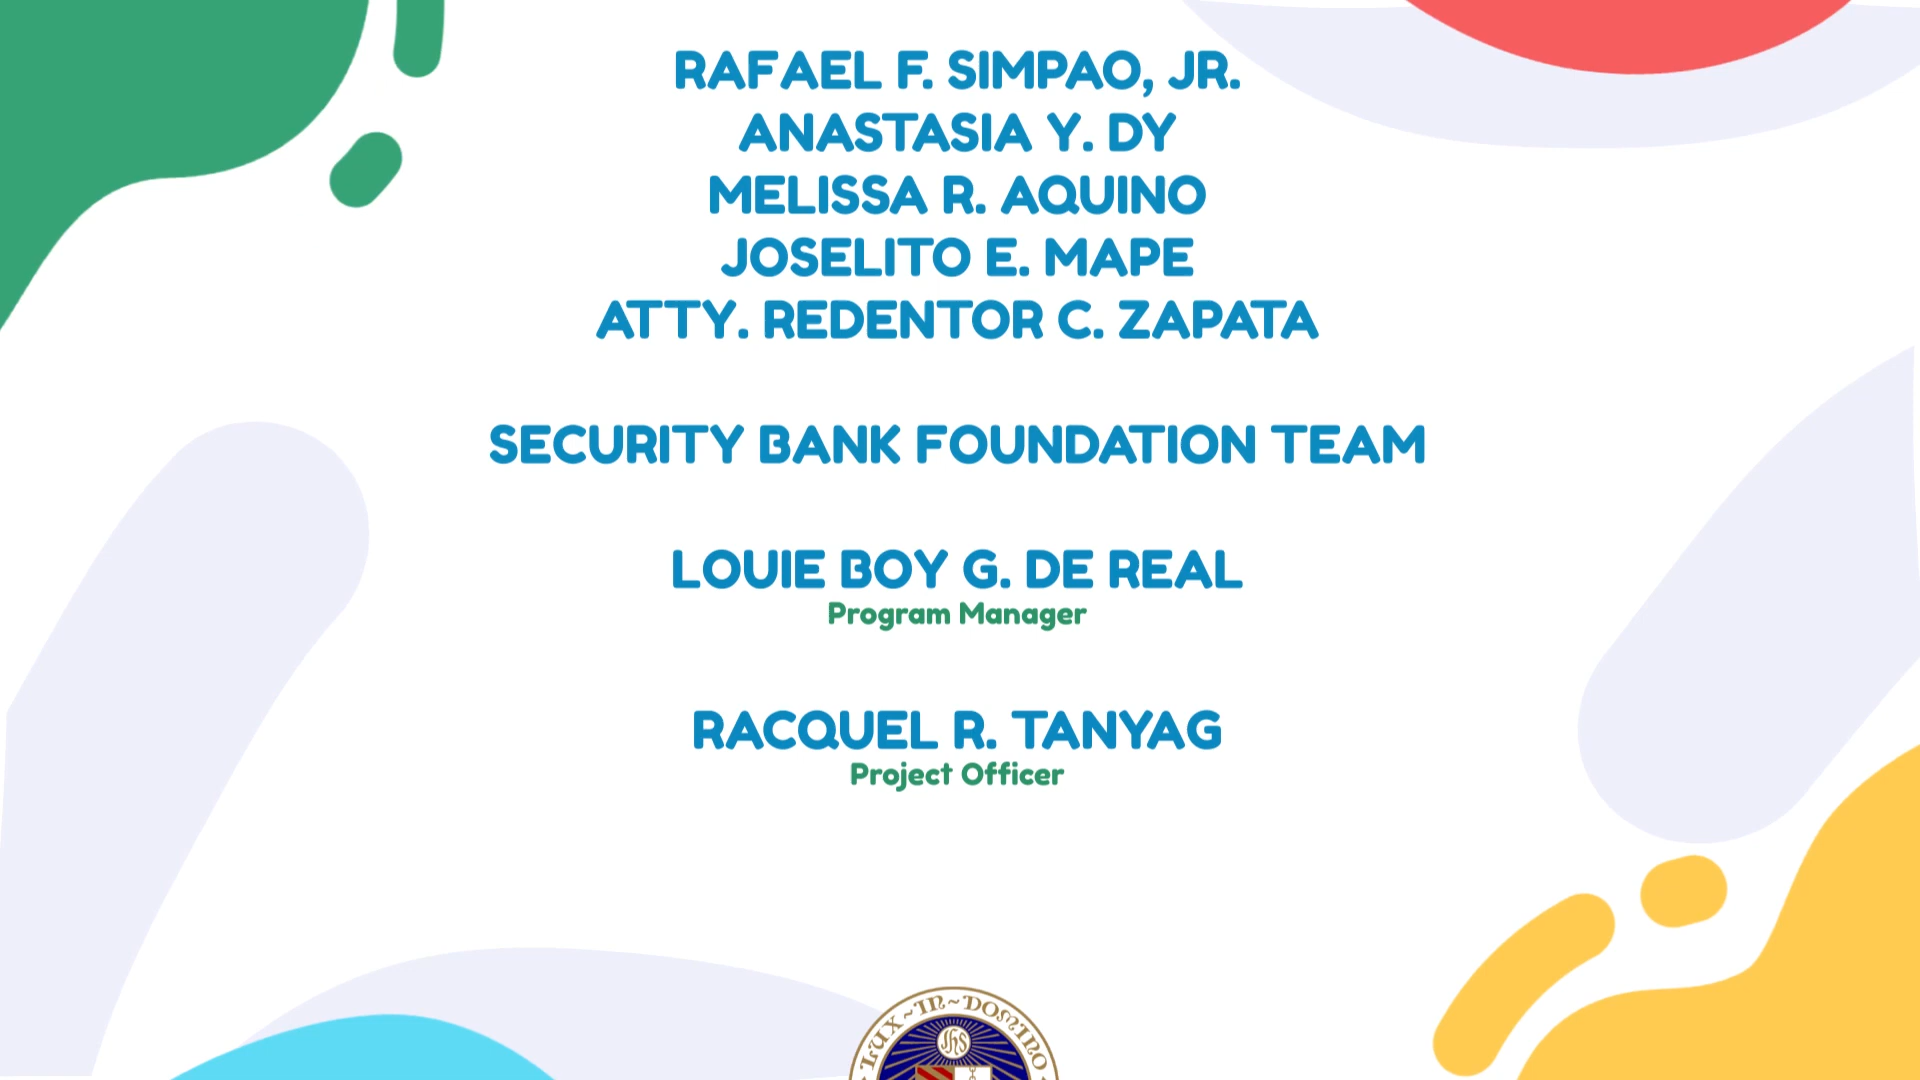 RAFAEL F. SIMPAO, JR.
ANASTASIA Y. DY
MELISSA R. AQUINO
JOSELITO E. MAPE
ATTY. REDENTOR C. ZAPATA
SECURITY BANK FOUNDATION TEAM
LOUIE BOY G. DE REAL
Program Manager
RACQUEL R. TANYAG
Project Officer
LUX~IN~DOMINO
IHS